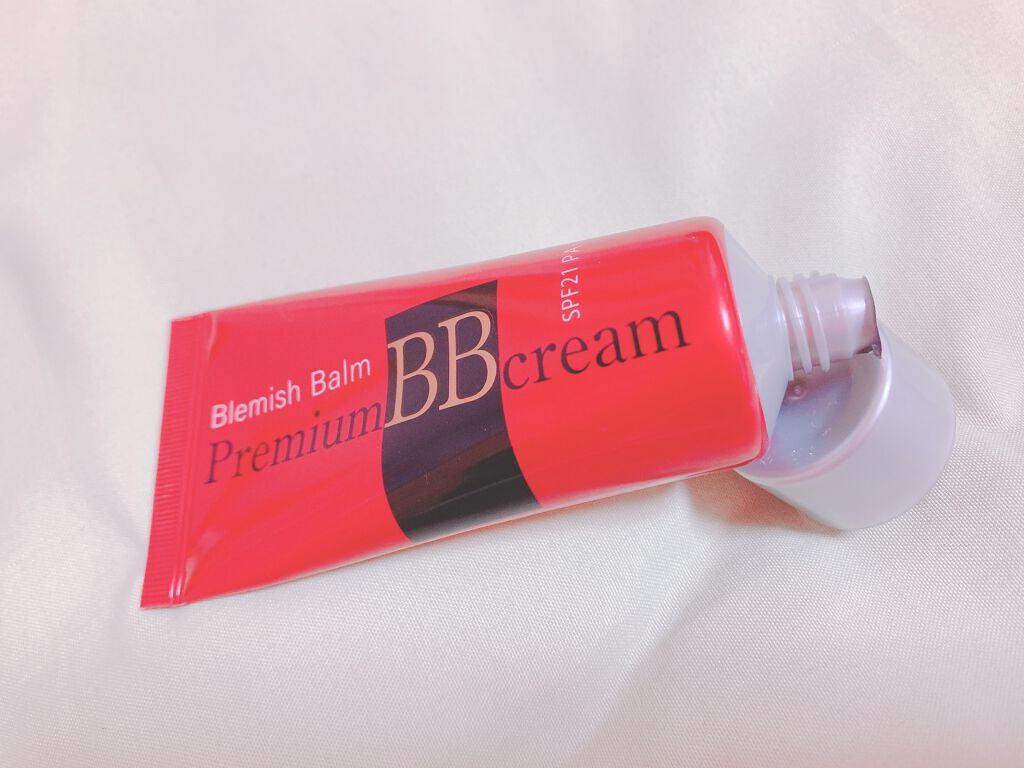 Blemish Balm
Premium BB cream
SPF21 PA